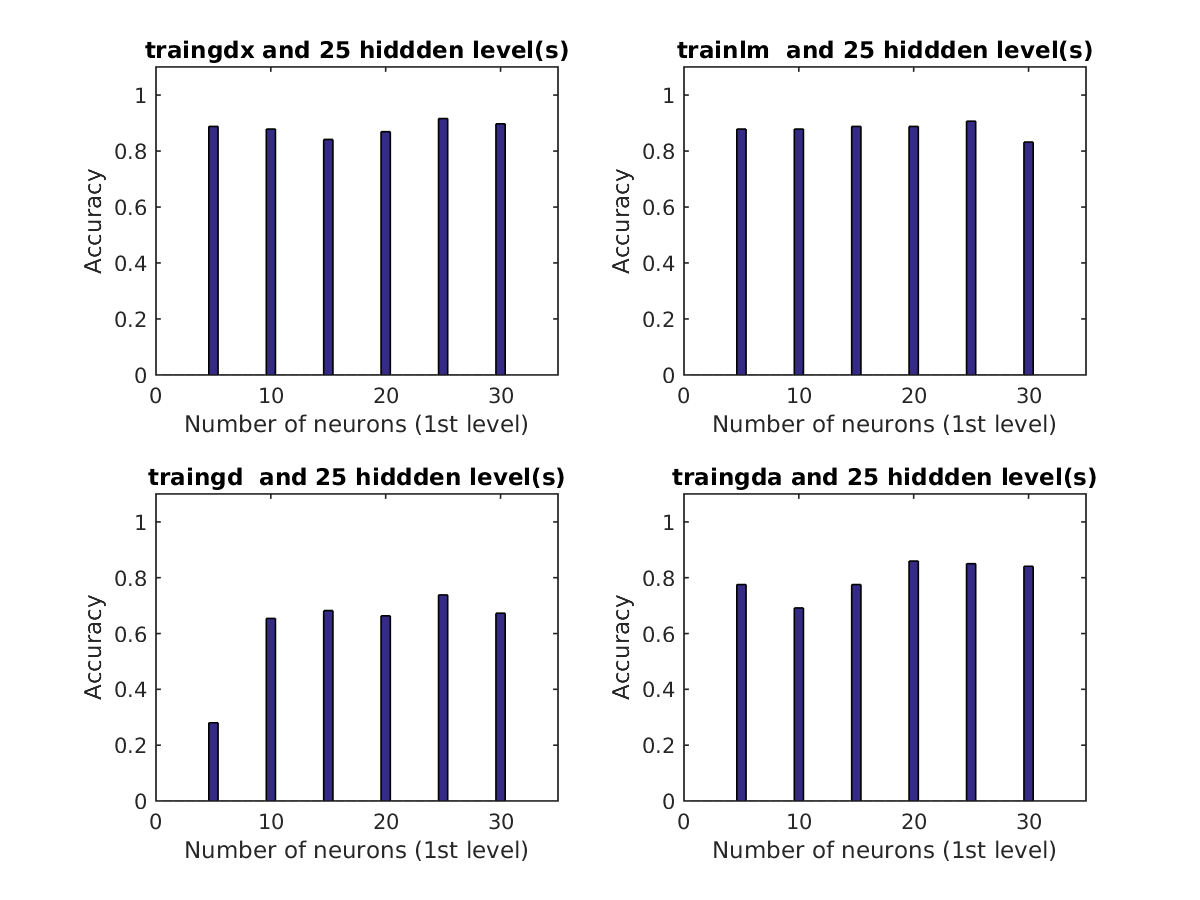 traingdx and 25 hiddden level(s)
1
0.8
0.6
0.4
0.2
0
Accuracy
0 10 20 30
Number of neurons (1st level)
trainlm  and 25 hiddden level(s)
1
0.8
0.6
0.4
0.2
0
Accuracy
0 10 20 30
Number of neurons (1st level)
traingd  and 25 hiddden level(s)
1
0.8
0.6
0.4
0.2
0
Accuracy
0 10 20 30
Number of neurons (1st level)
traingda and 25 hiddden level(s)
1
0.8
0.6
0.4
0.2
0
Accuracy
0 10 20 30
Number of neurons (1st level)